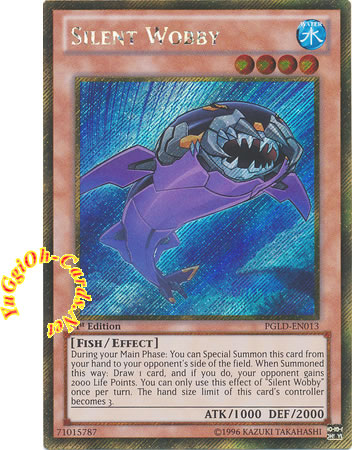 Silent Wobby
WATER
水
YuGgiOh-Cards.Net
1st Edition
PGLD-EN013
[Fish / Effect]
During your Main Phase: You can Special Summon this card from
your hand to your opponent's side of the field. When Summoned
this way: Draw 1 card, and if you do, your opponent gains
2000 Life Points. You can only use this effect of "Silent Wobby"
once per turn. The hand size limit of this card's controller
becomes 3.
ATK/1000 DEF/2000
71015787
©1996 KAZUKI TAKAHASHI